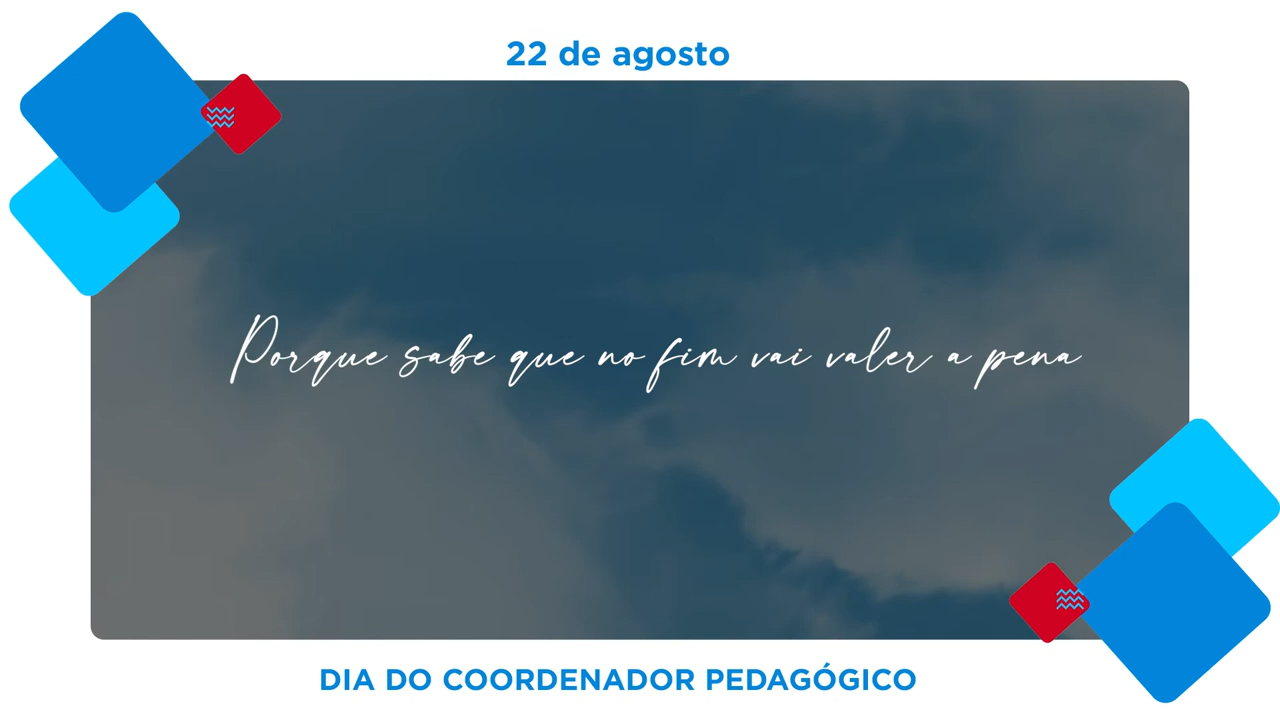 22 de agosto
Porque sabe que no fim vai valer a pena
DIA DO COORDENADOR PEDAGÓGICO